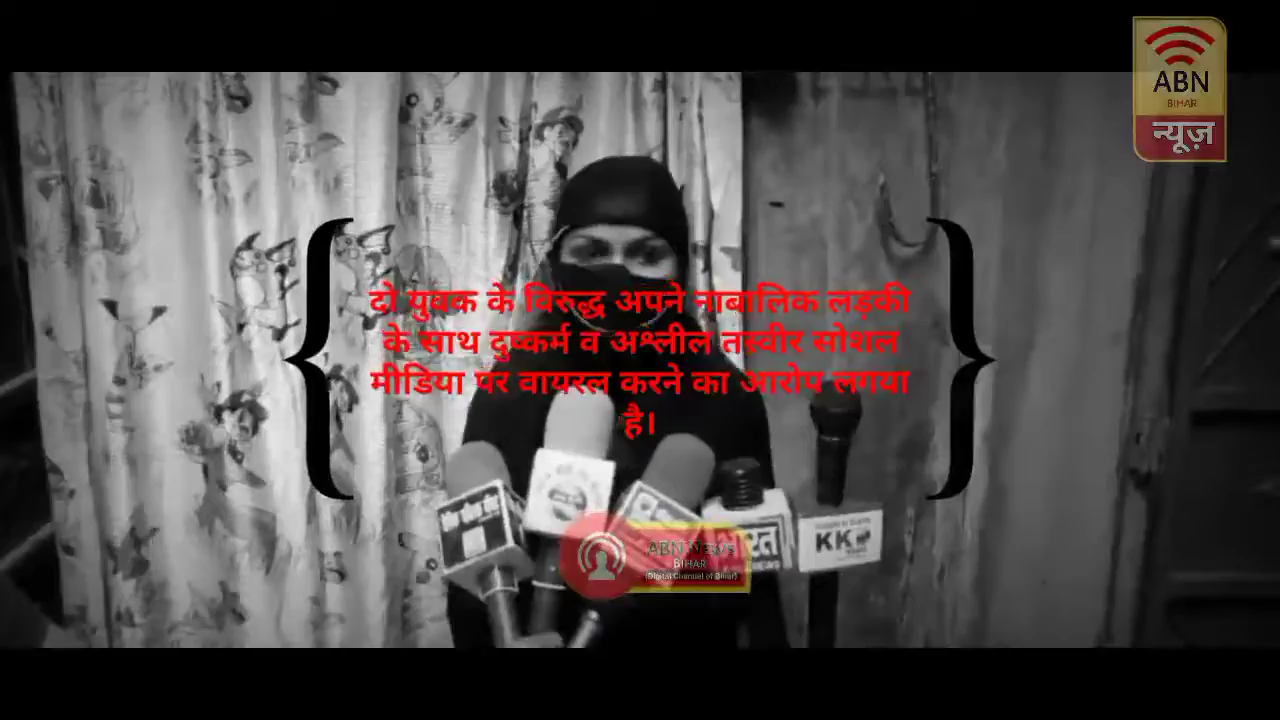 ABN
BIHAR
न्यूज़
दो युवक के विरुद्ध अपने नाबालिक लड़की
के साथ दुष्कर्म व अश्लील तस्वीर सोशल
मीडिया पर वायरल करने का आरोप लगया
है।
KK
ABN News
BIHAR
(Digital Channel of Bihar)